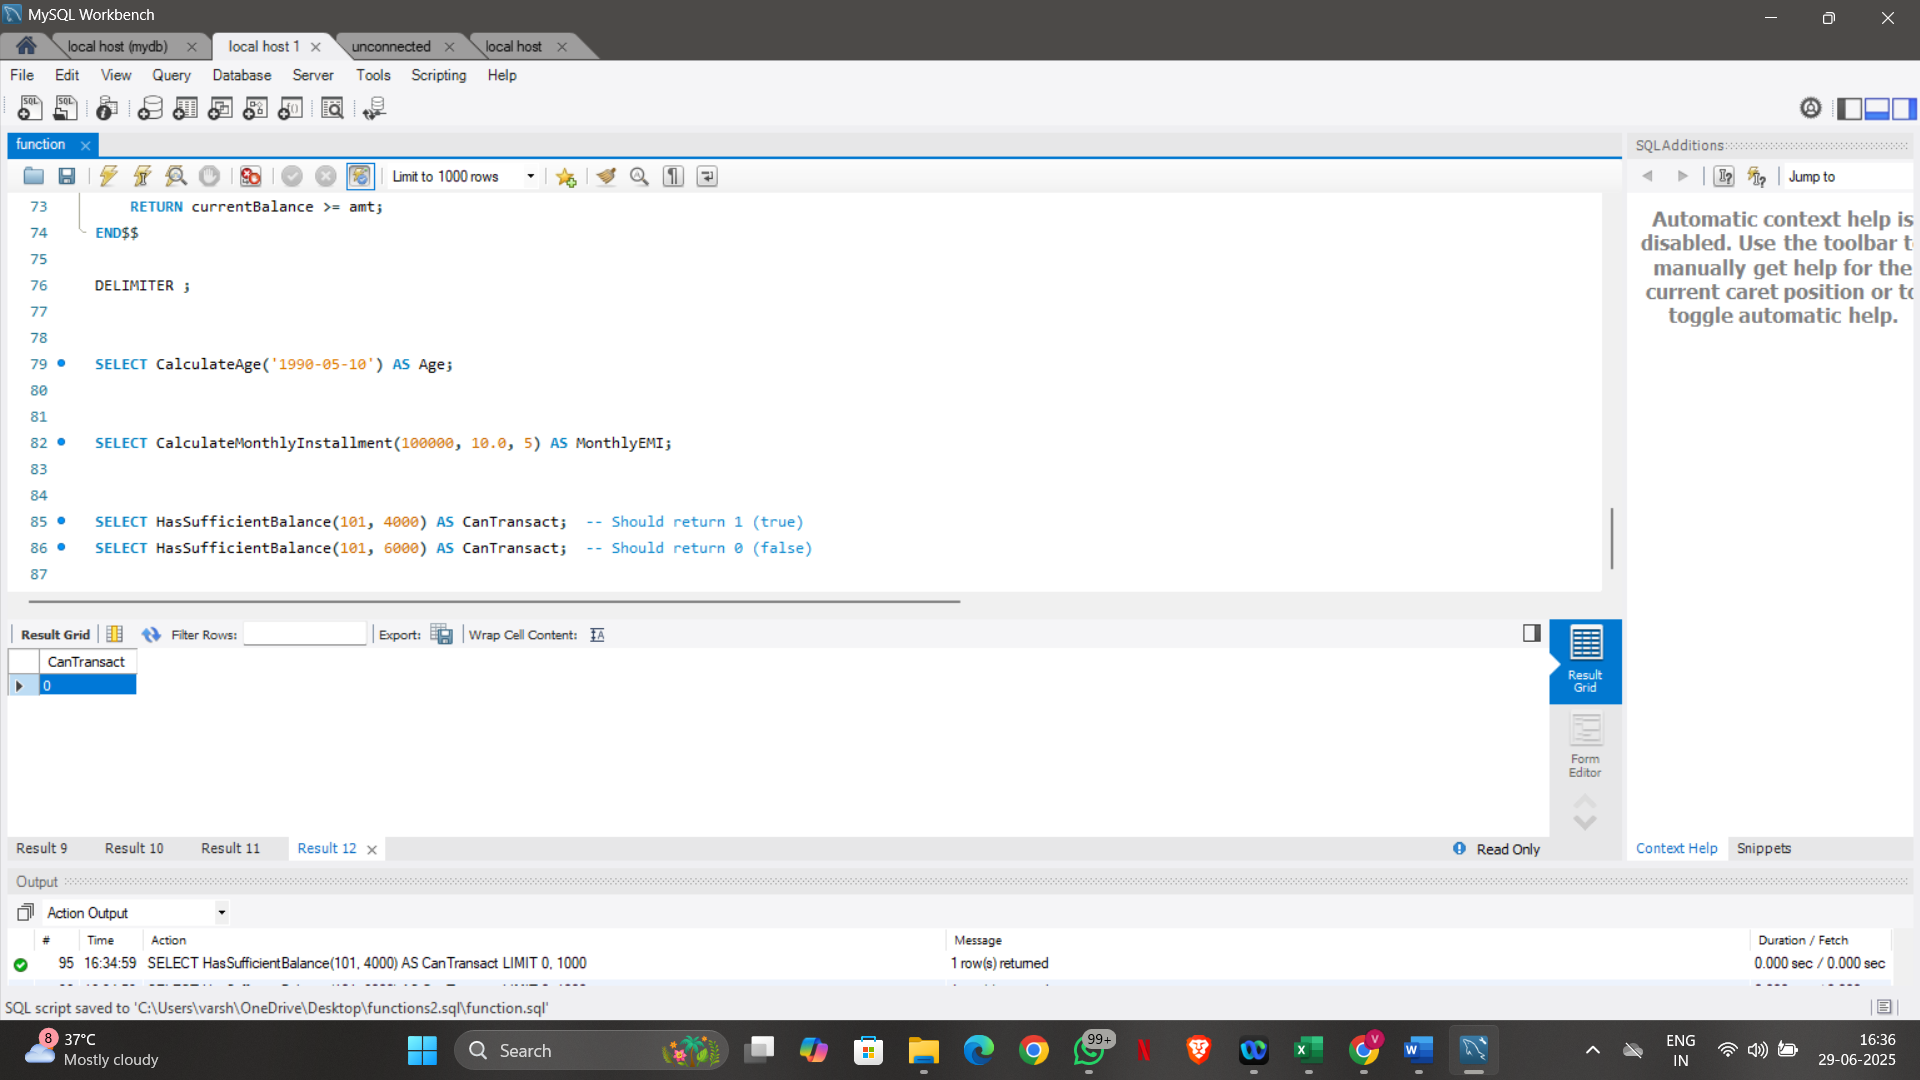 MySQL Workbench
local host (mydb)
local host 1
unconnected
local host
File Edit View Query Database Server Tools Scripting Help
function
SQLAdditions
Limit to 1000 rows
Jump to
Automatic context help is
disabled. Use the toolbar t
manually get help for the
current caret position or to
toggle automatic help.
73 RETURN currentBalance >= amt;
74 END$$
75
76 DELIMITER ;
77
78
79 SELECT CalculateAge('1990-05-10') AS Age;
80
81
82 SELECT CalculateMonthlyInstallment(100000, 10.0, 5) AS MonthlyEMI;
83
84
85 SELECT HasSufficientBalance(101, 4000) AS CanTransact; -- Should return 1 (true)
86 SELECT HasSufficientBalance(101, 6000) AS CanTransact; -- Should return 0 (false)
87
Result Grid Filter Rows: Export: Wrap Cell Content:
CanTransact
0
Result
Grid
Form
Editor
Result 9 Result 10 Result 11 Result 12
Read Only
Context Help Snippets
Output
Action Output
# Time Action Message Duration / Fetch
95 16:34:59 SELECT HasSufficientBalance(101, 4000) AS CanTransact LIMIT 0, 1000 1 row(s) returned 0.000 sec / 0.000 sec
SQL script saved to 'C:\Users\varsh\OneDrive\Desktop\functions2.sql\function.sql'
8
37°C
Mostly cloudy
Search
99+
V
ENG
IN
16:36
29-06-2025